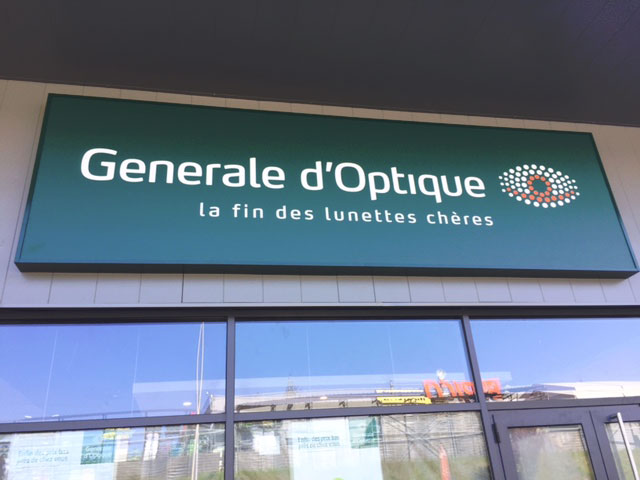 Generale d'Optique
la fin des lunettes chères